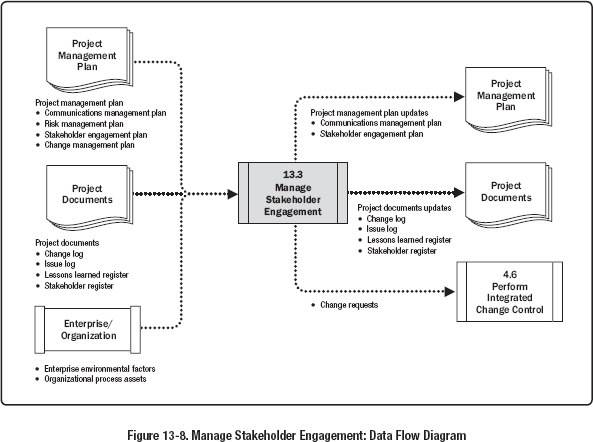 Project
Management
Plan
Project management plan
• Communications management plan
• Risk management plan
• Stakeholder engagement plan
• Change management plan
Project
Documents
Project documents
• Change log
• Issue log
• Lessons learned register
• Stakeholder register
Enterprise/
Organization
• Enterprise environmental factors
• Organizational process assets
13.3
Manage
Stakeholder
Engagement
Project management plan updates
• Communications management plan
• Stakeholder engagement plan
Project
Management
Plan
Project documents updates
• Change log
• Issue log
• Lessons learned register
• Stakeholder register
Project
Documents
• Change requests
4.6
Perform
Integrated
Change Control
Figure 13-8. Manage Stakeholder Engagement: Data Flow Diagram